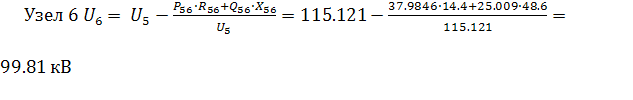 Узел 6 U₆ = U₅ − (P₅₆·R₅₆+Q₅₆·X₅₆)/U₅ = 115.121 − (37.9846·14.4+25.009·48.6)/115.121 =
99.81 кВ